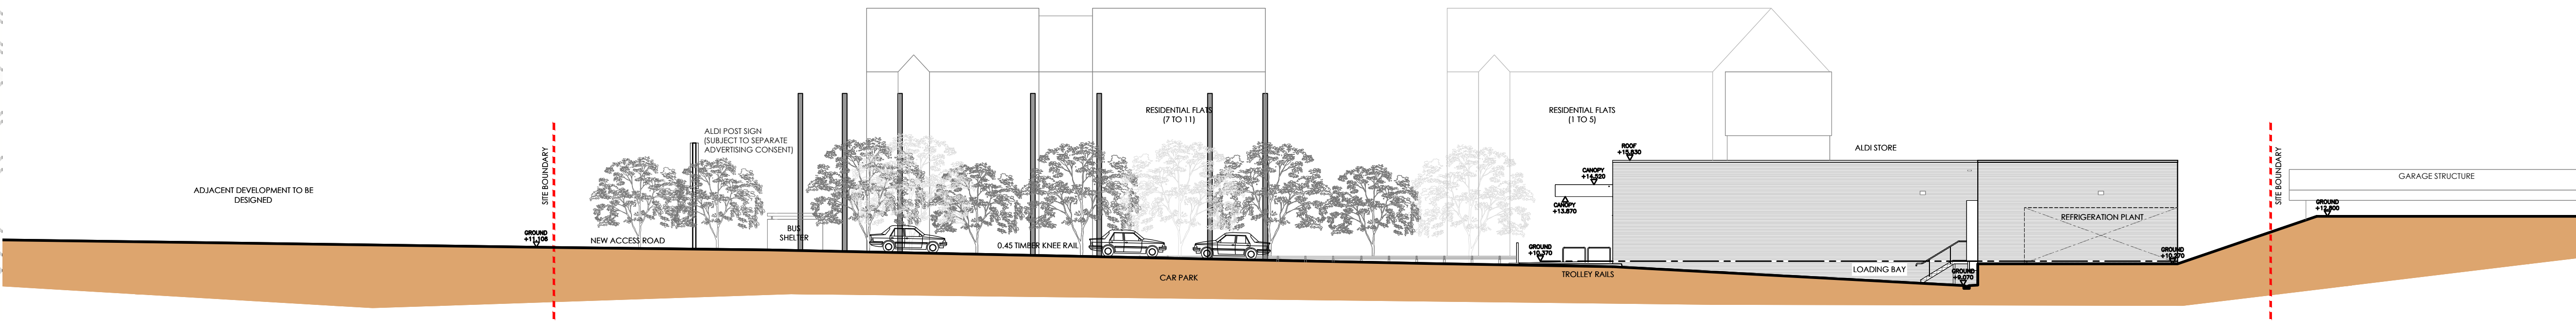 ADJACENT DEVELOPMENT TO BE
DESIGNED
SITE BOUNDARY
GROUND
+11.106
NEW ACCESS ROAD
ALDI POST SIGN
(SUBJECT TO SEPARATE
ADVERTISING CONSENT)
BUS
SHELTER
0.45 TIMBER KNEE RAIL
RESIDENTIAL FLATS
(7 TO 11)
CAR PARK
RESIDENTIAL FLATS
(1 TO 5)
ROOF
+15.830
CANOPY
+14.520
CANOPY
+13.870
GROUND
+10.370
TROLLEY RAILS
ALDI STORE
LOADING BAY
GROUND
+9.070
REFRIGERATION PLANT
GROUND
+10.270
SITE BOUNDARY
GROUND
+12.800
GARAGE STRUCTURE